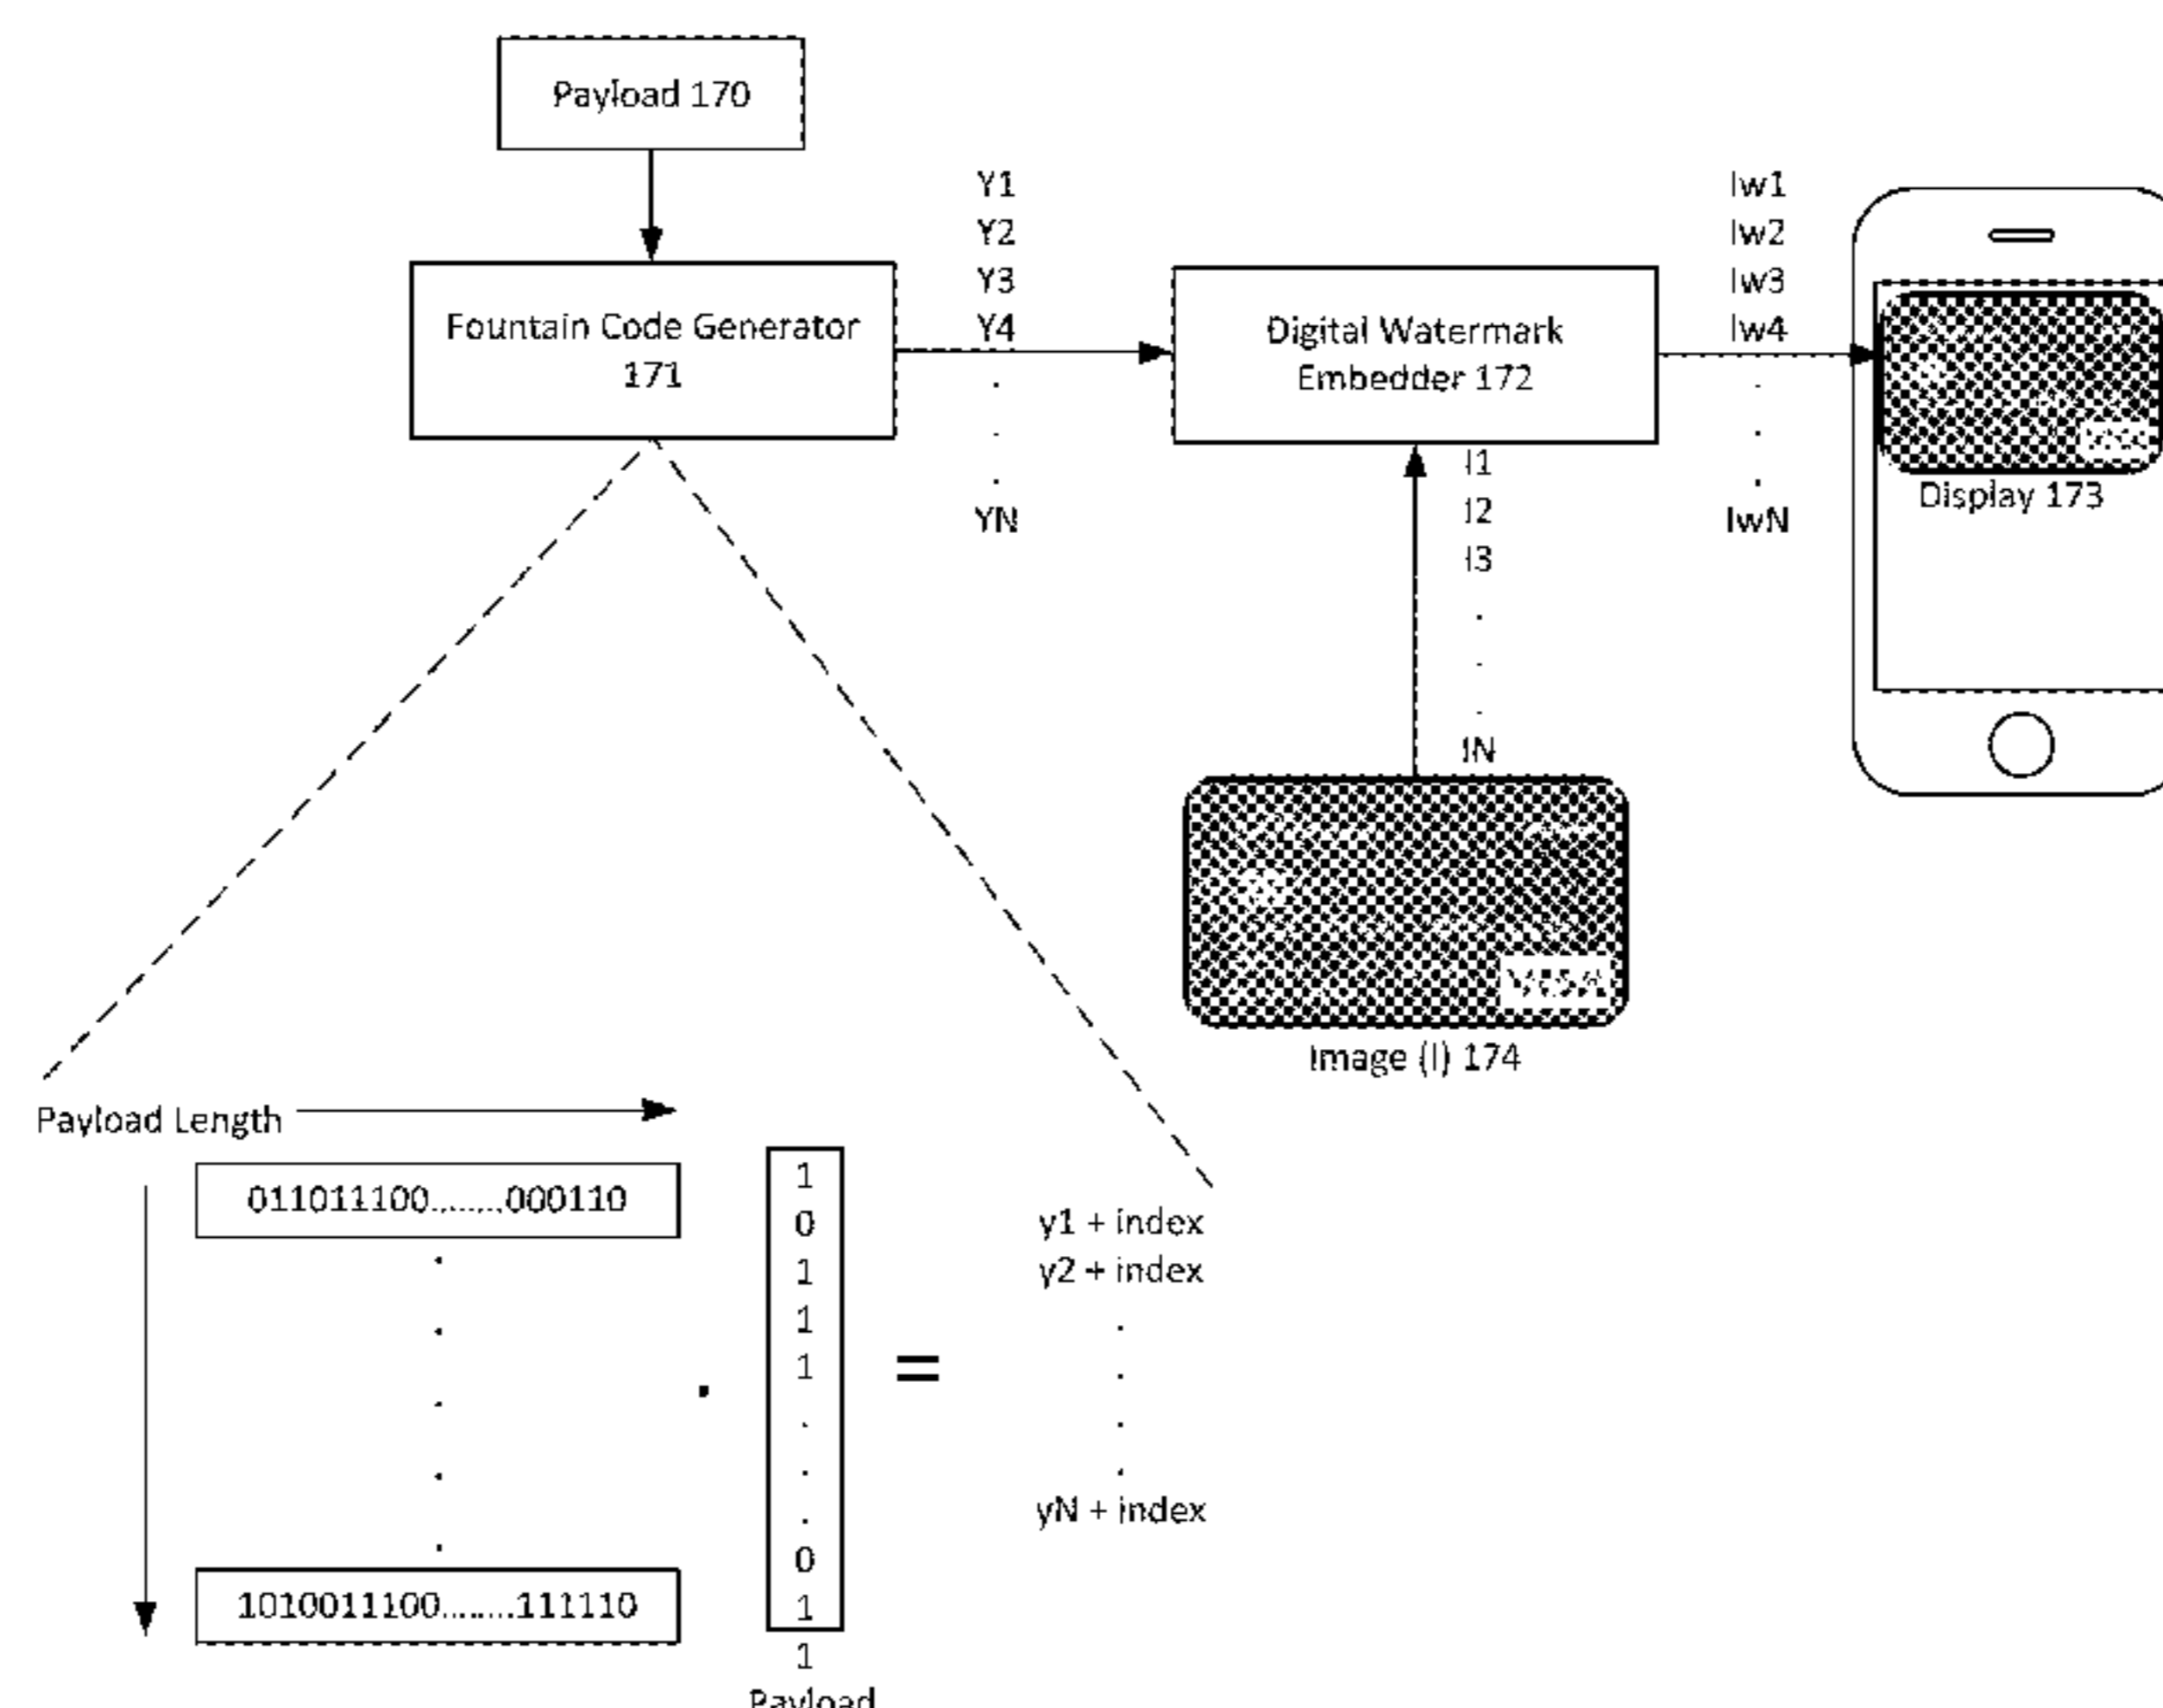 Payload 170
Fountain Code Generator
171
Y1
Y2
Y3
Y4
.
.
.
YN
Digital Watermark
Embedder 172
Iw1
Iw2
Iw3
Iw4
.
.
.
IwN
Display 173
I1
I2
I3
.
.
.
IN
Image (I) 174
Payload Length
011011100........000110
.
.
.
.
.
1010011100........111110
.
1
0
1
1
1
.
.
.
0
1
1
Payload
=
y1 + index
y2 + index
.
.
.
.
yN + index